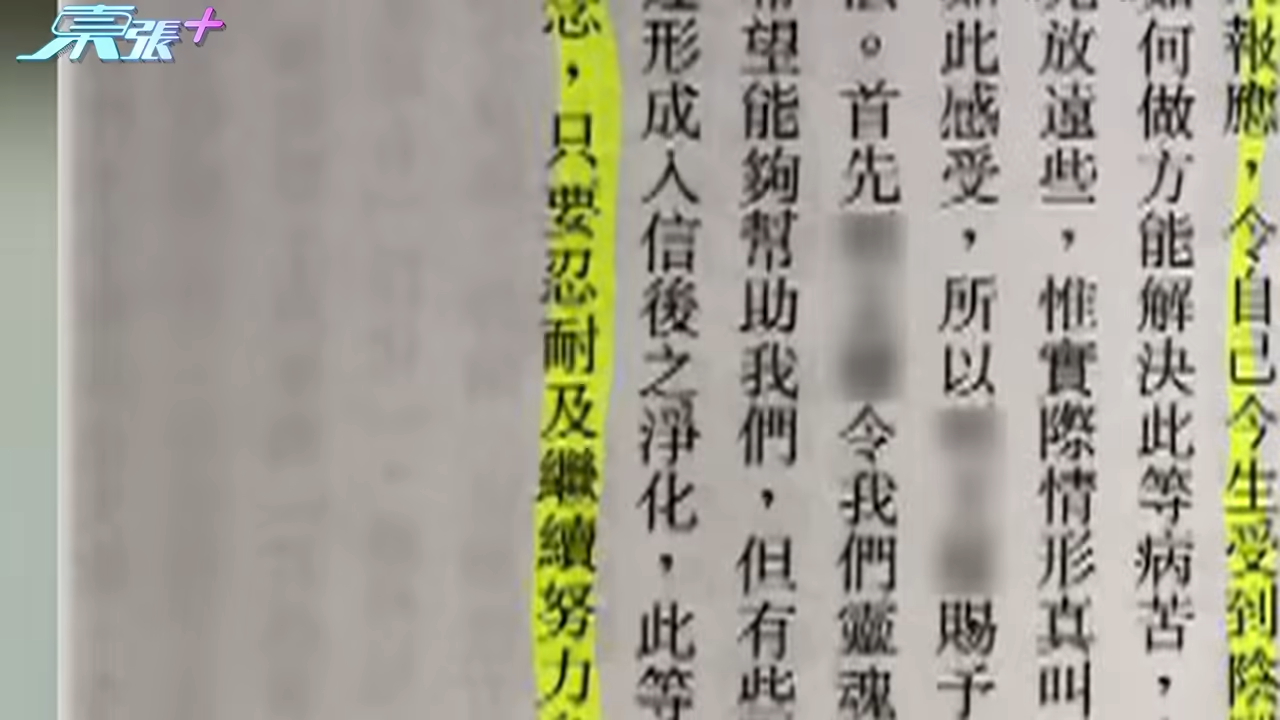 東張+
報應，令自己今生受到陰
如何做方能解決此等病苦，
放遠些，惟實際情形真叫
此感受，所以
賜予
。首先
令我們靈魂
望能夠幫助我們，但有些
形成入信後之淨化，此等
，只要忍耐及繼續努力